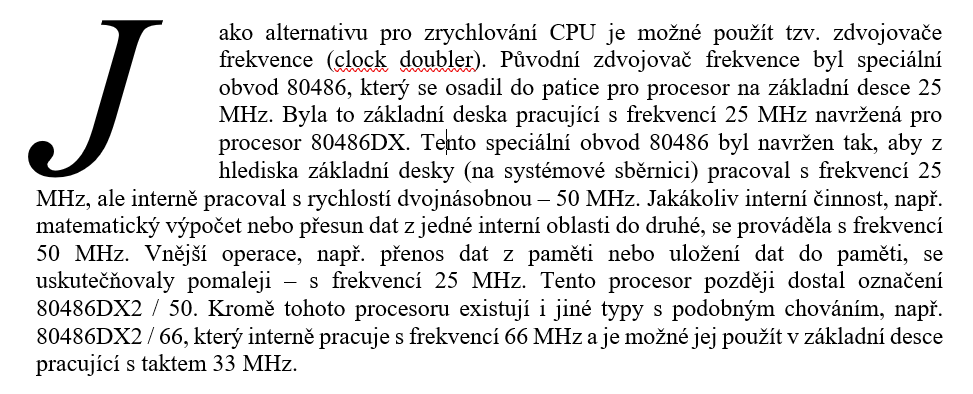 Jako alternativu pro zrychlování CPU je možné použít tzv. zdvojovače
frekvence (clock doubler). Původní zdvojovač frekvence byl speciální
obvod 80486, který se osadil do patice pro procesor na základní desce 25
MHz. Byla to základní deska pracující s frekvencí 25 MHz navržená pro
procesor 80486DX. Tento speciální obvod 80486 byl navržen tak, aby z
hlediska základní desky (na systémové sběrnici) pracoval s frekvencí 25
MHz, ale interně pracoval s rychlostí dvojnásobnou – 50 MHz. Jakákoliv interní činnost, např.
matematický výpočet nebo přesun dat z jedné interní oblasti do druhé, se prováděla s frekvencí
50 MHz. Vnější operace, např. přenos dat z paměti nebo uložení dat do paměti, se
uskutečňovaly pomaleji – s frekvencí 25 MHz. Tento procesor později dostal označení
80486DX2 / 50. Kromě tohoto procesoru existují i jiné typy s podobným chováním, např.
80486DX2 / 66, který interně pracuje s frekvencí 66 MHz a je možné jej použít v základní desce
pracující s taktem 33 MHz.